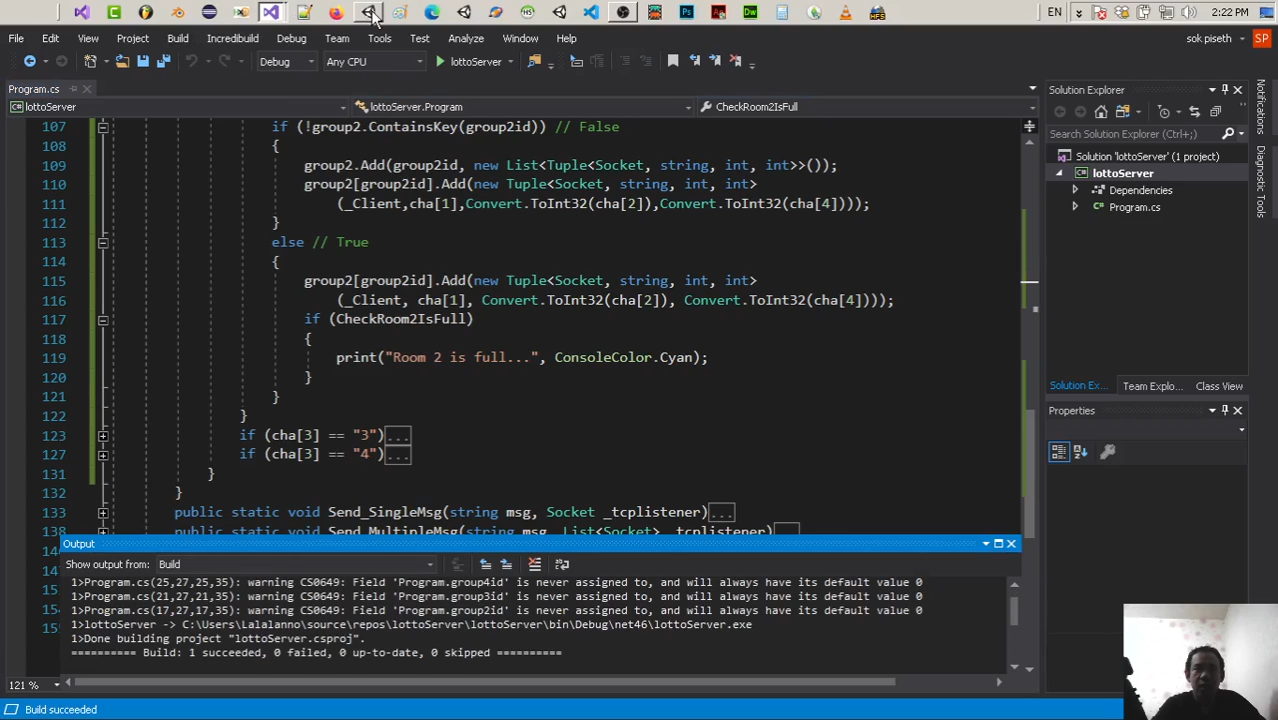 EN
2:22 PM
File Edit View Project Build Incredibuild Debug Team Tools Test Analyze Window Help
sok piseth SP
Debug Any CPU lottoServer
Program.cs
lottoServer lottoServer.Program CheckRoom2IsFull
107 if (!group2.ContainsKey(group2id)) // False
108 {
109 group2.Add(group2id, new List<Tuple<Socket, string, int, int>>());
110 group2[group2id].Add(new Tuple<Socket, string, int, int>
111 (_Client,cha[1],Convert.ToInt32(cha[2]),Convert.ToInt32(cha[4])));
112 }
113 else // True
114 {
115 group2[group2id].Add(new Tuple<Socket, string, int, int>
116 (_Client, cha[1], Convert.ToInt32(cha[2]), Convert.ToInt32(cha[4])));
117 if (CheckRoom2IsFull)
118 {
119 print("Room 2 is full...", ConsoleColor.Cyan);
120 }
121 }
122 }
123 if (cha[3] == "3")...
127 if (cha[3] == "4")...
131 }
132 }
133 public static void Send_SingleMsg(string msg, Socket _tcplistener)...
138 public static void Send_MultipleMsg(string msg, List<Socket> _tcplistener)...
121 %
Output
Show output from: Build
1>Program.cs(25,27,25,35): warning CS0649: Field 'Program.group4id' is never assigned to, and will always have its default value 0
1>Program.cs(21,27,21,35): warning CS0649: Field 'Program.group3id' is never assigned to, and will always have its default value 0
1>Program.cs(17,27,17,35): warning CS0649: Field 'Program.group2id' is never assigned to, and will always have its default value 0
1>lottoServer -> C:\Users\Lalalanno\source\repos\lottoServer\lottoServer\bin\Debug\net46\lottoServer.exe
1>Done building project "lottoServer.csproj".
========== Build: 1 succeeded, 0 failed, 0 up-to-date, 0 skipped ==========
Build succeeded
Solution Explorer
Search Solution Explorer (Ctrl+;)
Solution 'lottoServer' (1 project)
lottoServer
Dependencies
Program.cs
Solution Ex... Team Explo... Class View
Properties
Notifications
Diagnostic Tools